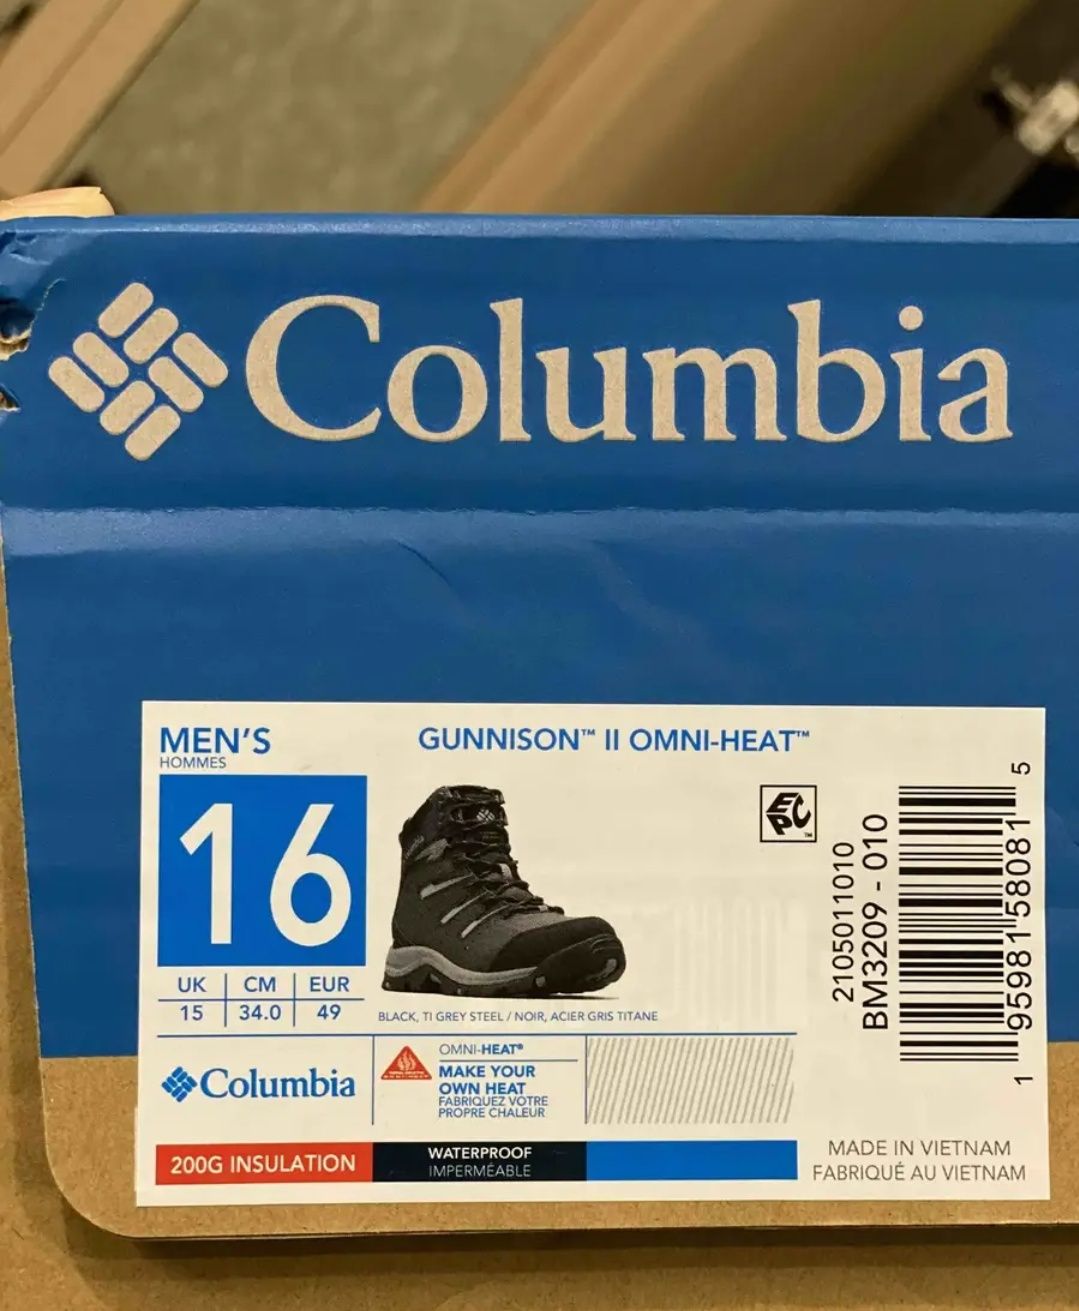 Columbia
MEN'S
HOMMES
GUNNISON™ II OMNI-HEAT™
16
UK CM EUR
15 34.0 49
BLACK, TI GREY STEEL / NOIR, ACIER GRIS TITANE
EPC™
2105011010
BM3209 - 010
1 95981 58081 5
Columbia
OMNI-HEAT®
MAKE YOUR
OWN HEAT
FABRIQUEZ VOTRE
PROPRE CHALEUR
200G INSULATION
WATERPROOF
IMPERMÉABLE
MADE IN VIETNAM
FABRIQUÉ AU VIETNAM